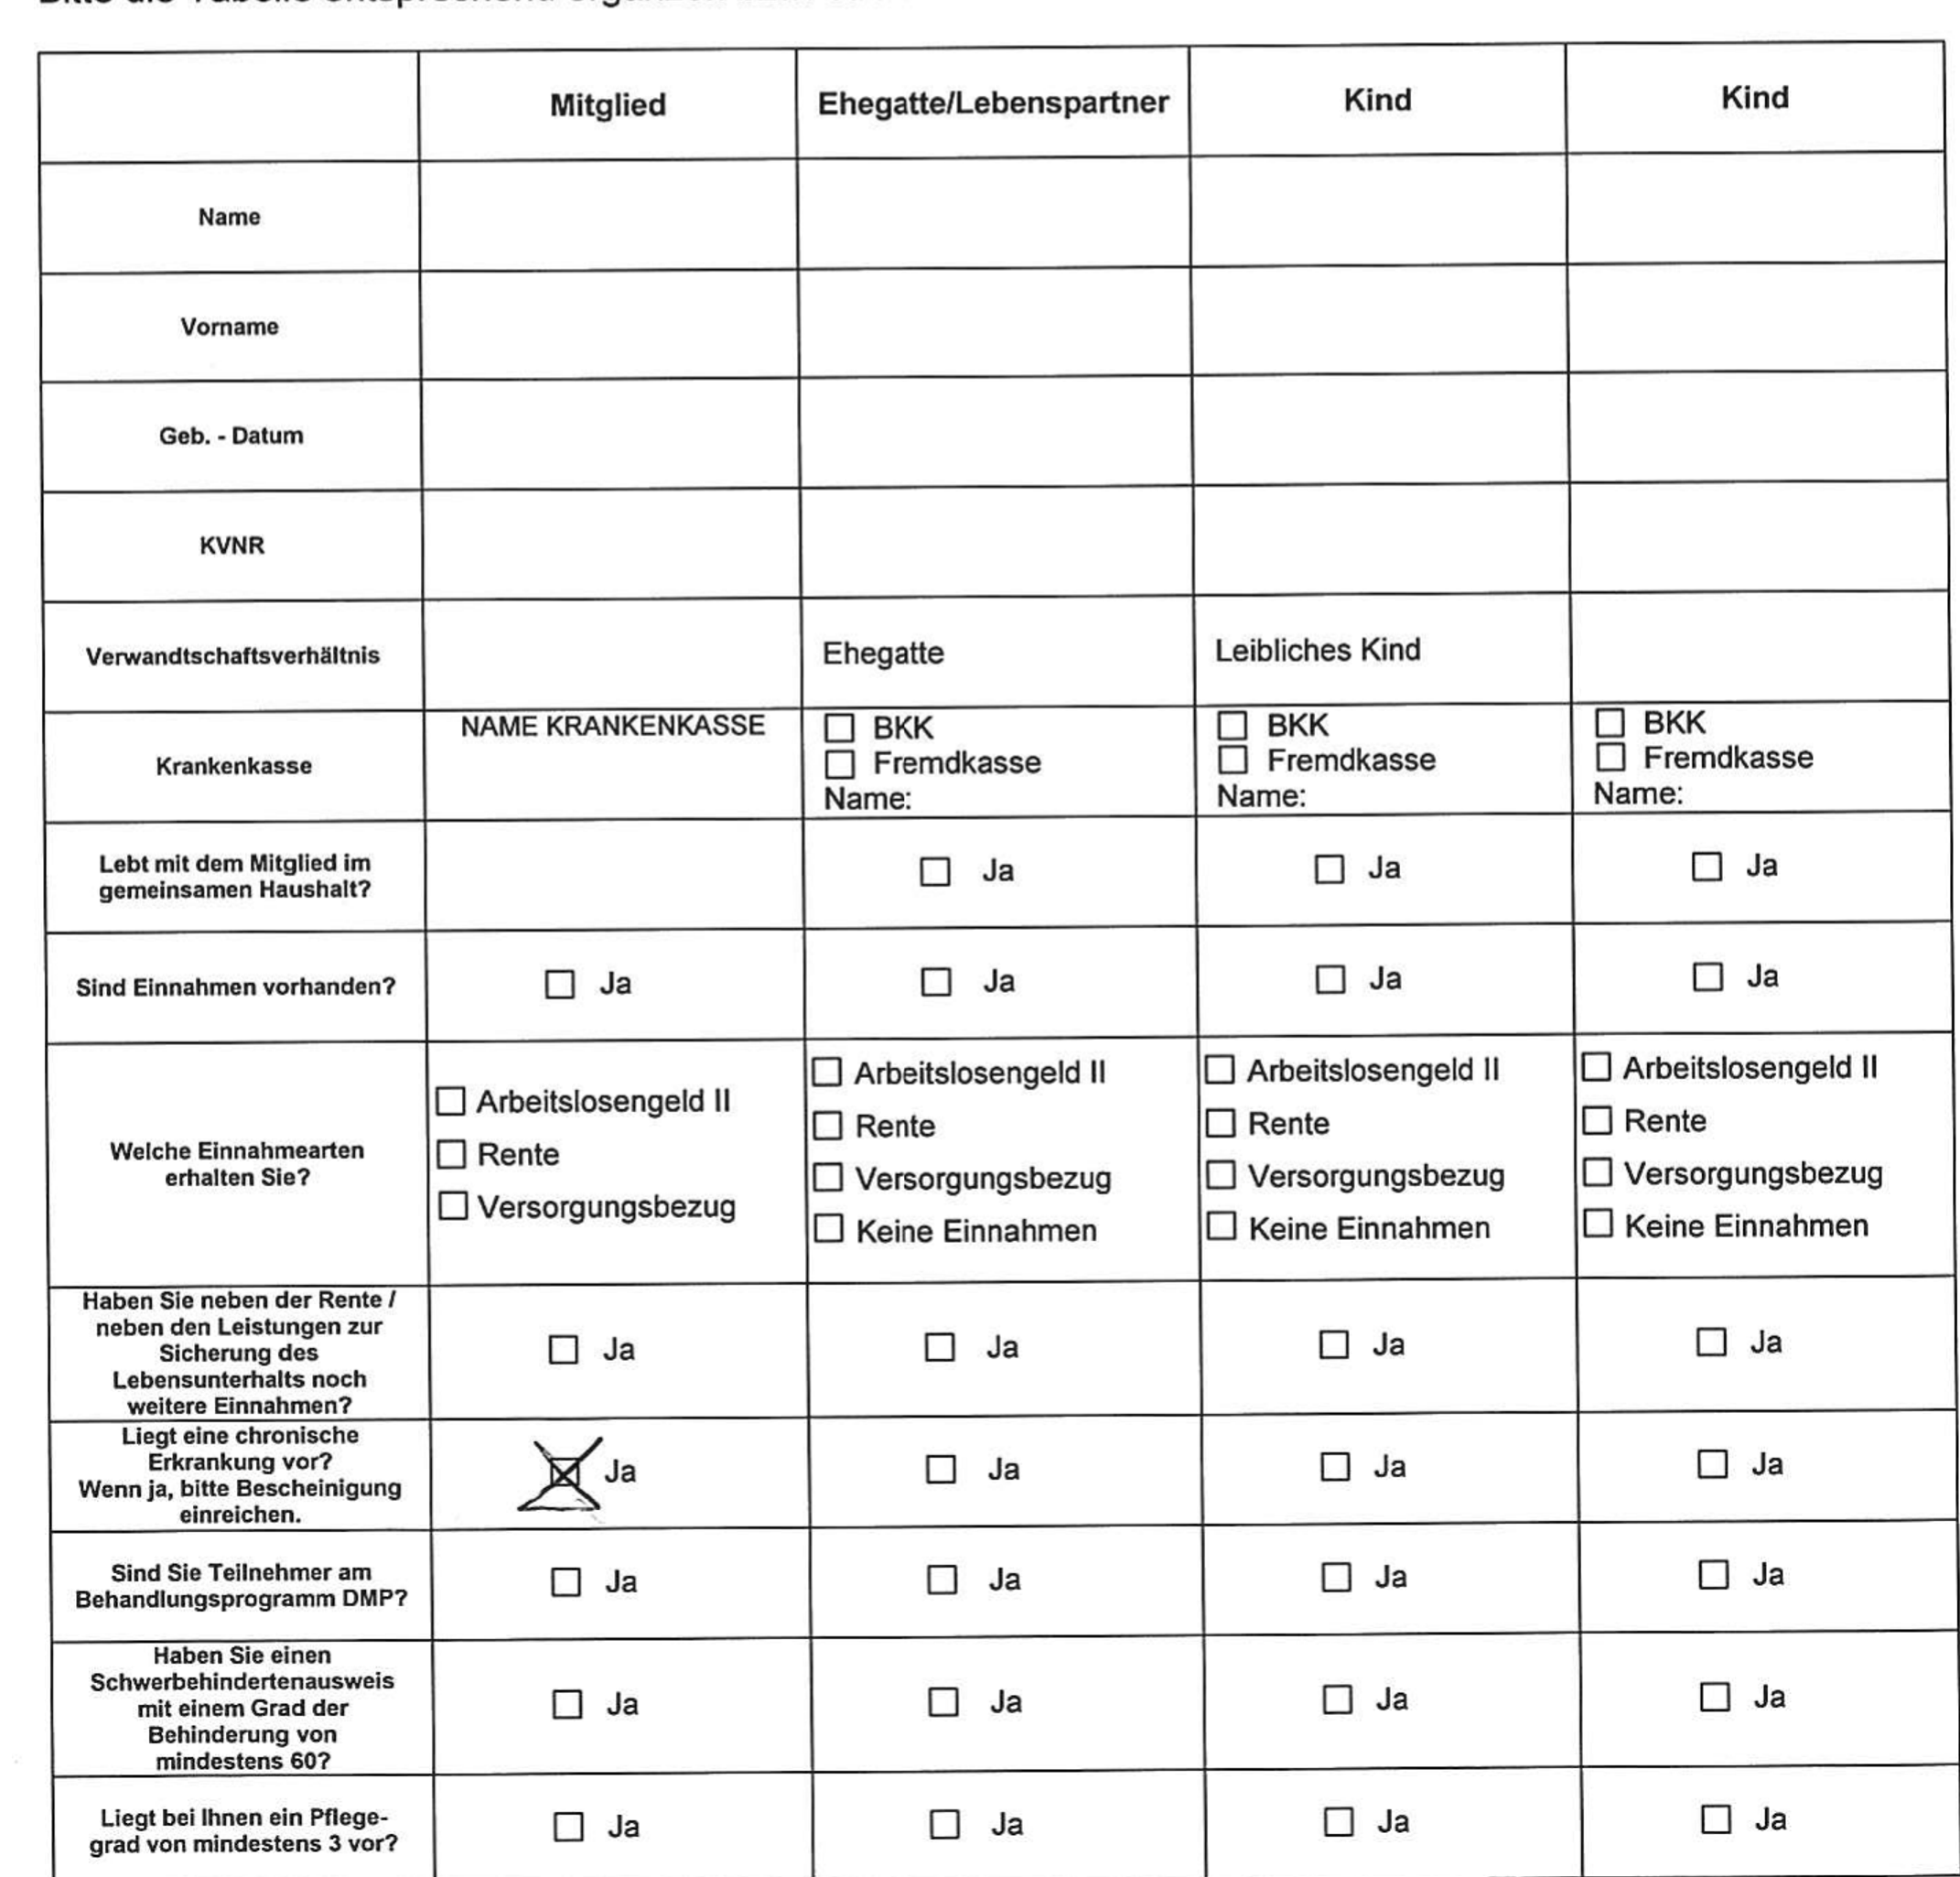 Mitglied Ehegatte/Lebenspartner Kind Kind
Name
Vorname
Geb. - Datum
KVNR
Verwandtschaftsverhältnis Ehegatte Leibliches Kind
Krankenkasse
NAME KRANKENKASSE
☐ BKK
☐ Fremdkasse
Name:
☐ BKK
☐ Fremdkasse
Name:
☐ BKK
☐ Fremdkasse
Name:
Lebt mit dem Mitglied im
gemeinsamen Haushalt?
☐ Ja ☐ Ja ☐ Ja
Sind Einnahmen vorhanden? ☐ Ja ☐ Ja ☐ Ja ☐ Ja
Welche Einnahmearten
erhalten Sie?
☐ Arbeitslosengeld II
☐ Rente
☐ Versorgungsbezug
☐ Arbeitslosengeld II
☐ Rente
☐ Versorgungsbezug
☐ Keine Einnahmen
☐ Arbeitslosengeld II
☐ Rente
☐ Versorgungsbezug
☐ Keine Einnahmen
☐ Arbeitslosengeld II
☐ Rente
☐ Versorgungsbezug
☐ Keine Einnahmen
Haben Sie neben der Rente /
neben den Leistungen zur
Sicherung des
Lebensunterhalts noch
weitere Einnahmen?
☐ Ja ☐ Ja ☐ Ja ☐ Ja
Liegt eine chronische
Erkrankung vor?
Wenn ja, bitte Bescheinigung
einreichen.
☒ Ja ☐ Ja ☐ Ja ☐ Ja
Sind Sie Teilnehmer am
Behandlungsprogramm DMP?
☐ Ja ☐ Ja ☐ Ja ☐ Ja
Haben Sie einen
Schwerbehindertenausweis
mit einem Grad der
Behinderung von
mindestens 60?
☐ Ja ☐ Ja ☐ Ja ☐ Ja
Liegt bei Ihnen ein Pflege-
grad von mindestens 3 vor?
☐ Ja ☐ Ja ☐ Ja ☐ Ja